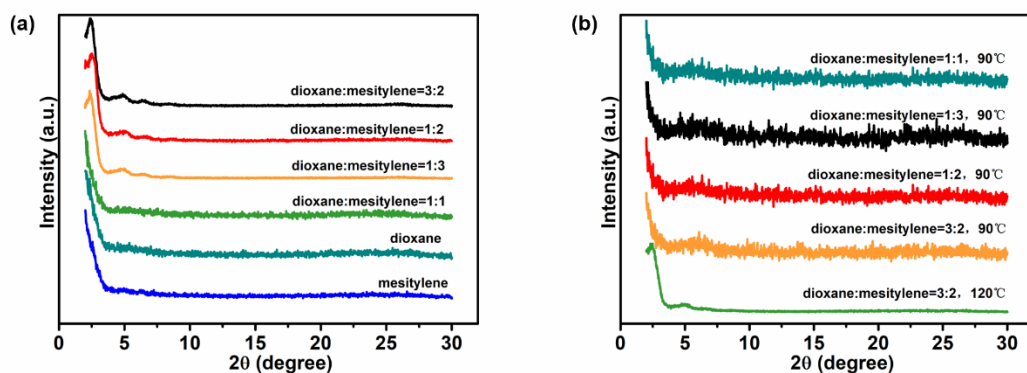 (a)
Intensity (a.u.)
dioxane:mesitylene=3:2
dioxane:mesitylene=1:2
dioxane:mesitylene=1:3
dioxane:mesitylene=1:1
dioxane
mesitylene
0 5 10 15 20 25 30
2θ (degree)
(b)
Intensity (a.u.)
dioxane:mesitylene=1:1，90℃
dioxane:mesitylene=1:3，90℃
dioxane:mesitylene=1:2，90℃
dioxane:mesitylene=3:2，90℃
dioxane:mesitylene=3:2，120℃
0 5 10 15 20 25 30
2θ (degree)